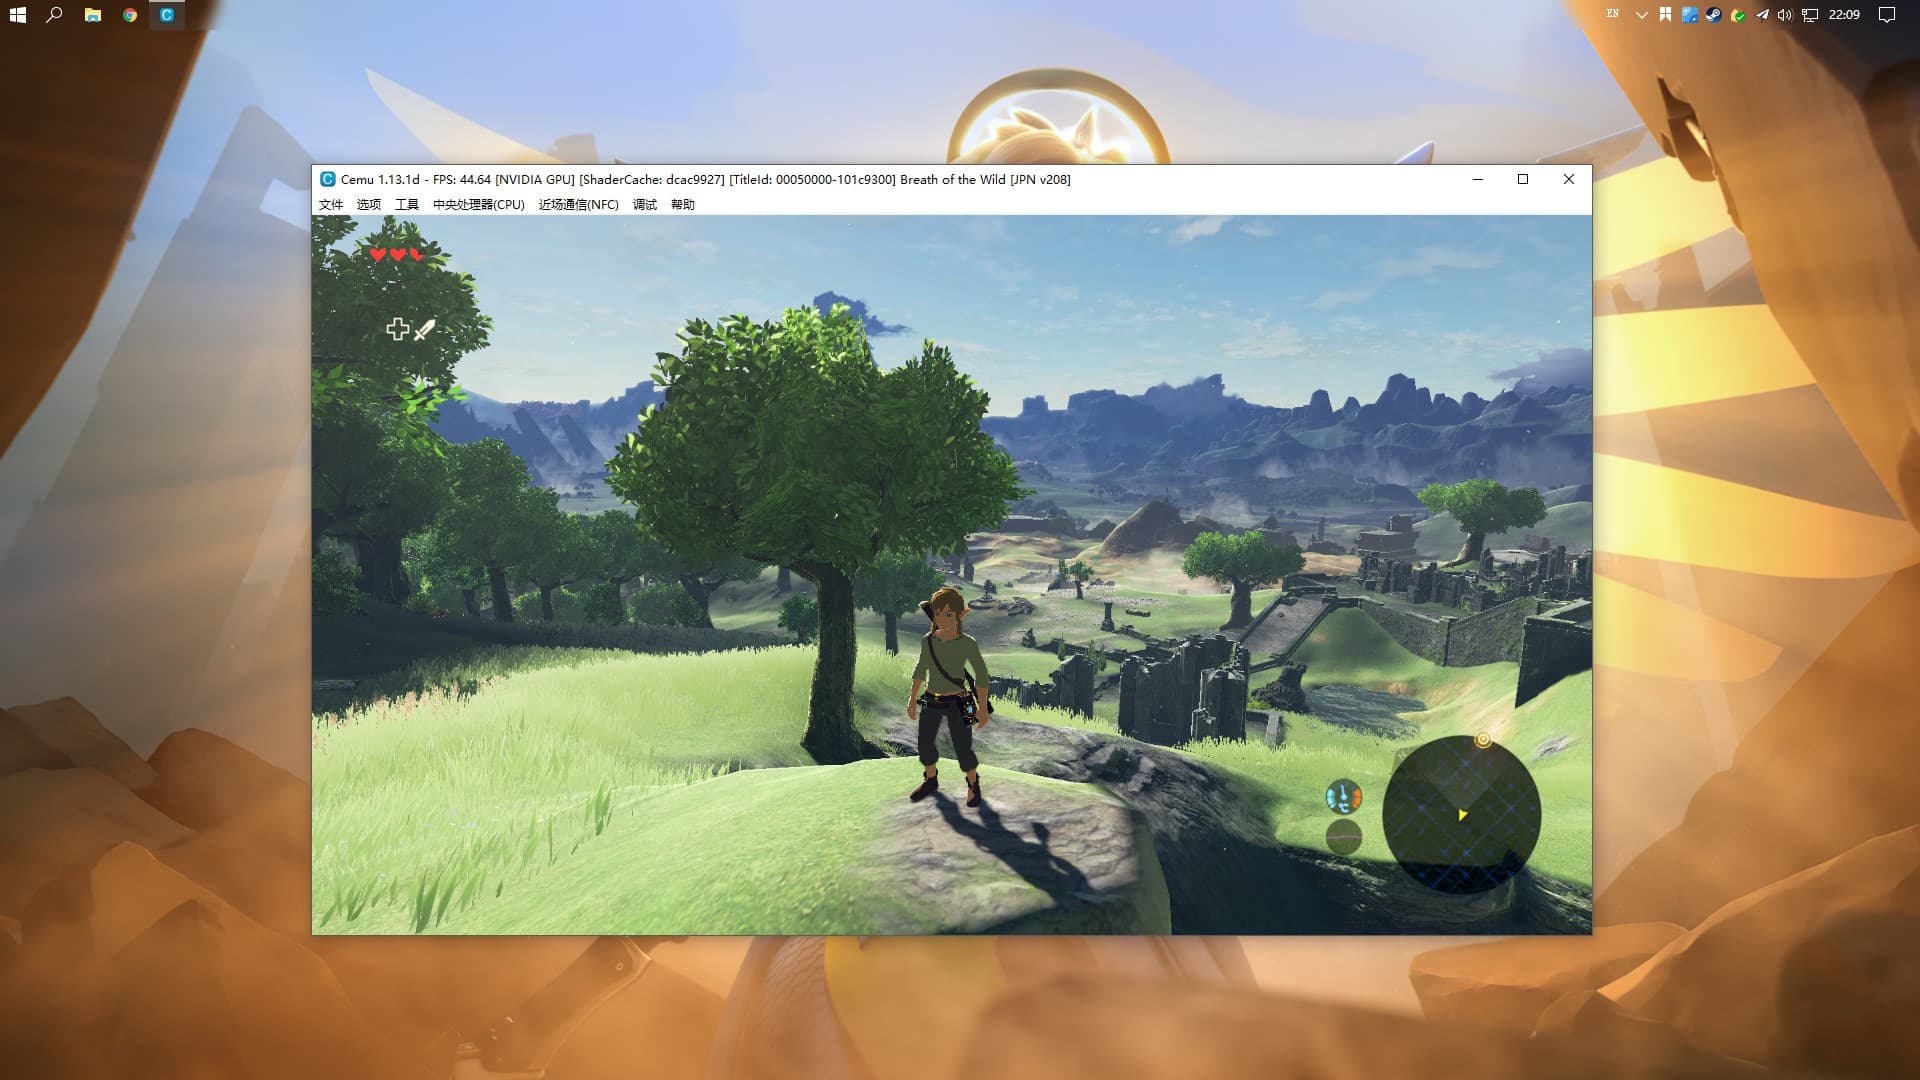 EN
22:09
Cemu 1.13.1d - FPS: 44.64 [NVIDIA GPU] [ShaderCache: dcac9927] [TitleId: 00050000-101c9300] Breath of the Wild [JPN v208]
文件 选项 工具 中央处理器(CPU) 近场通信(NFC) 调试 帮助
°C